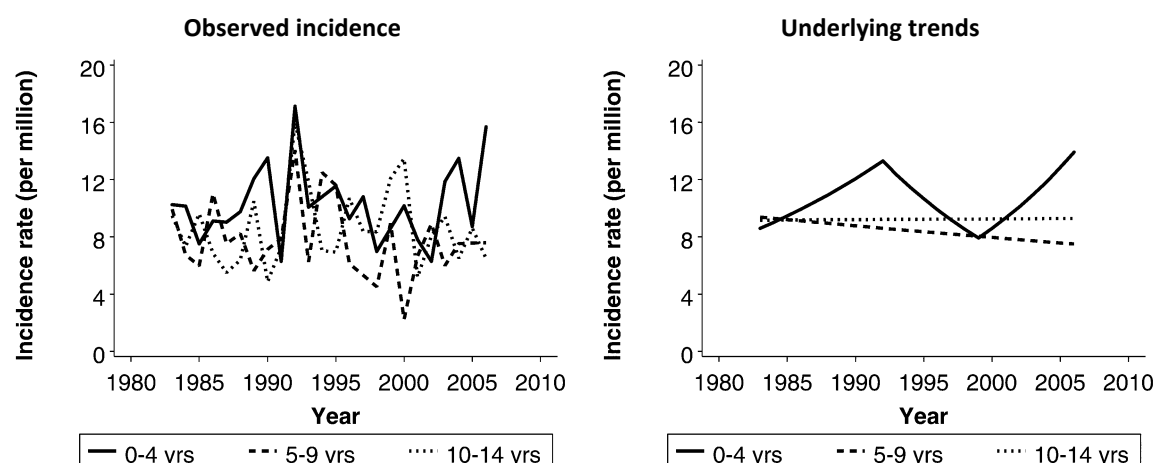 Observed incidence
Incidence rate (per million)
20
16
12
8
4
0
1980 1985 1990 1995 2000 2005 2010
Year
0-4 yrs 5-9 yrs 10-14 yrs
Underlying trends
Incidence rate (per million)
20
16
12
8
4
0
1980 1985 1990 1995 2000 2005 2010
Year
0-4 yrs 5-9 yrs 10-14 yrs